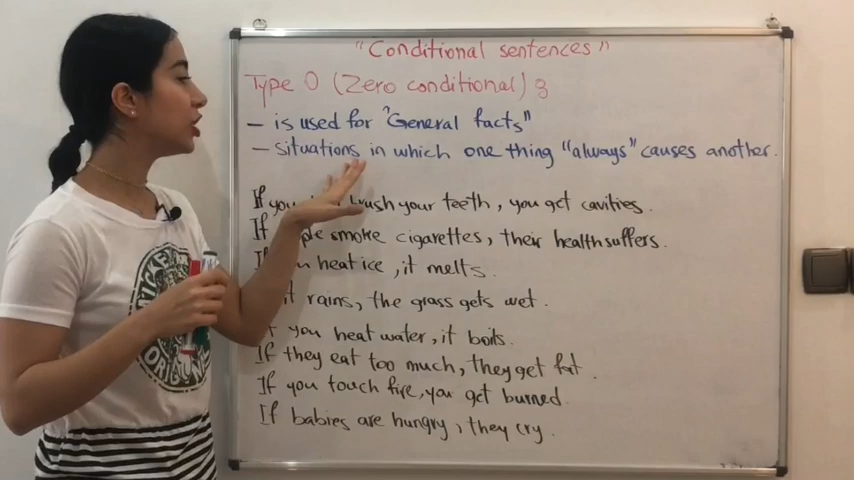 "Conditional sentences"
Type 0 (Zero conditional) :
- is used for "General facts"
- situations in which one thing "always" causes another.
If you brush your teeth, you get cavities.
If smoke cigarettes, their health suffers.
heat ice, it melts.
rains, the grass gets wet.
you heat water, it boils.
If they eat too much, they get fat.
If you touch fire, you get burned.
If babies are hungry, they cry.